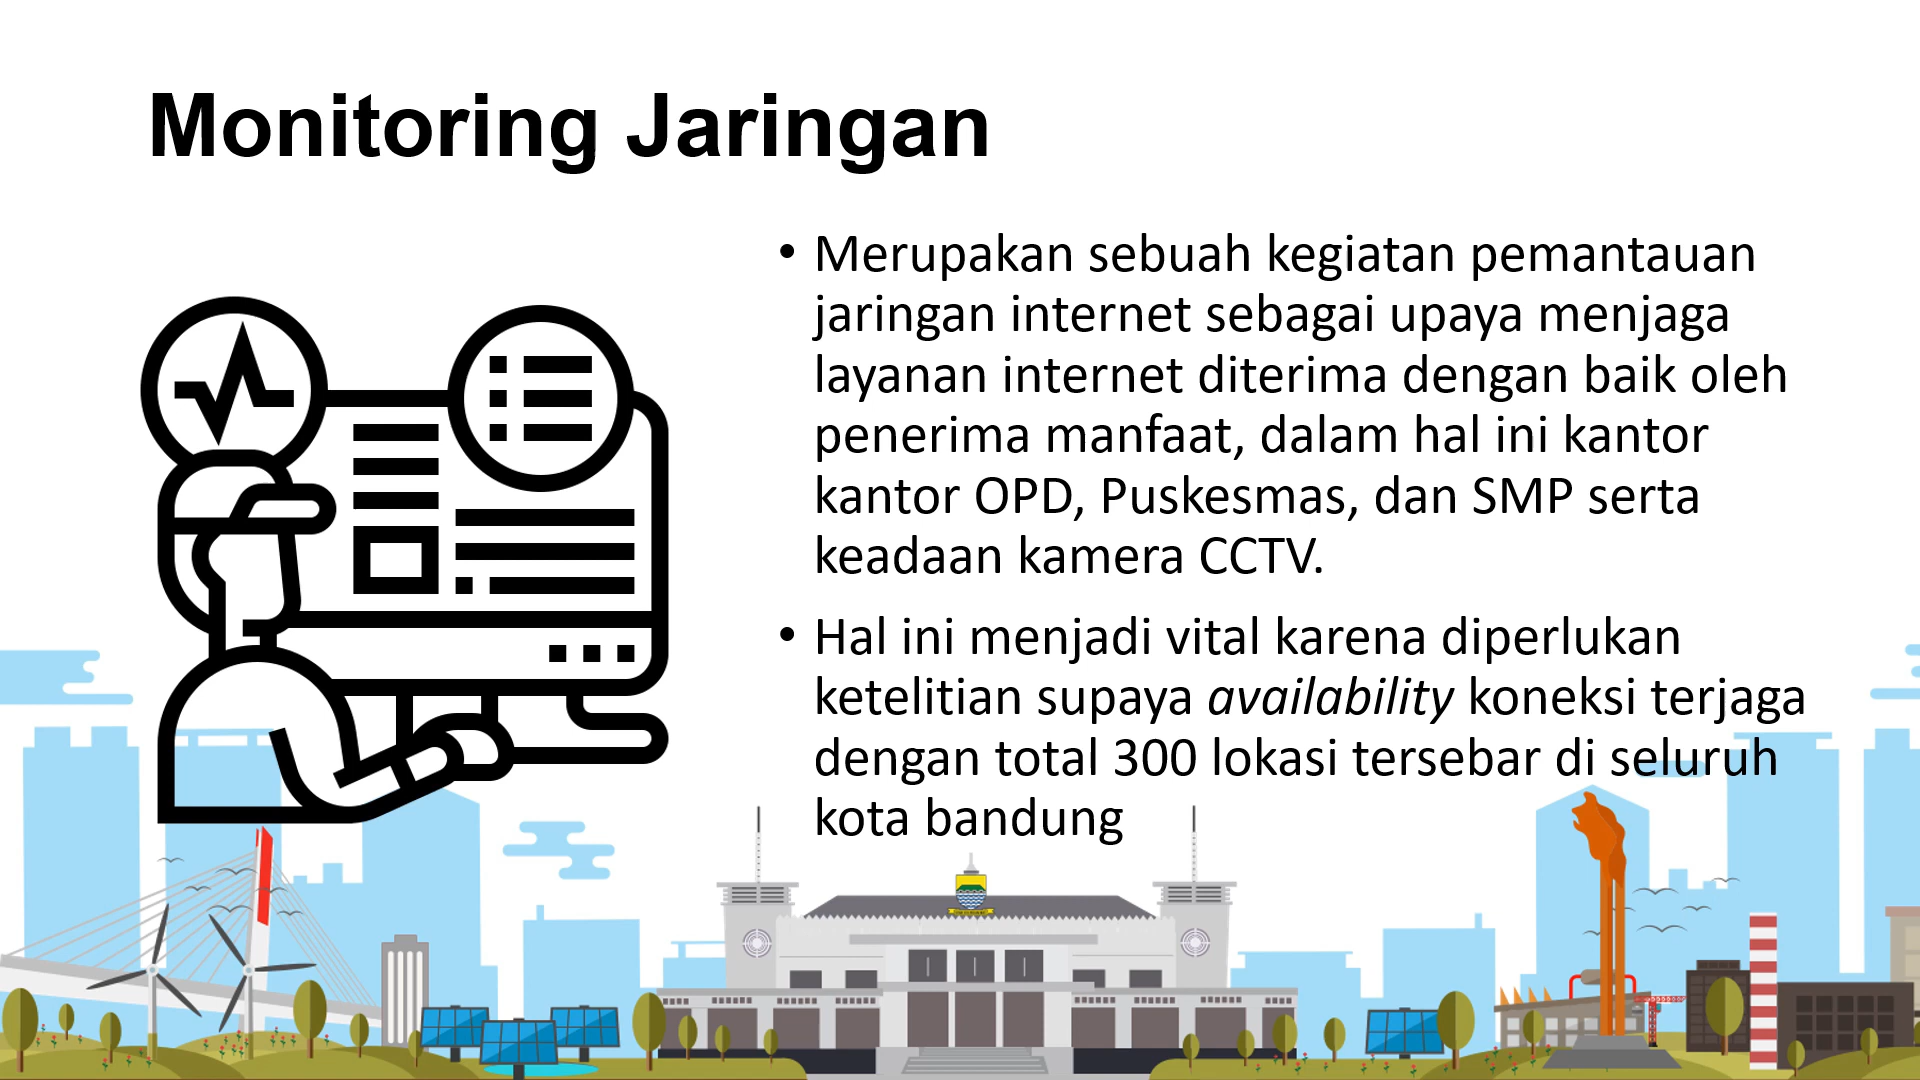 Monitoring Jaringan
• Merupakan sebuah kegiatan pemantauan
jaringan internet sebagai upaya menjaga
layanan internet diterima dengan baik oleh
penerima manfaat, dalam hal ini kantor
kantor OPD, Puskesmas, dan SMP serta
keadaan kamera CCTV.
• Hal ini menjadi vital karena diperlukan
ketelitian supaya availability koneksi terjaga
dengan total 300 lokasi tersebar di seluruh
kota bandung